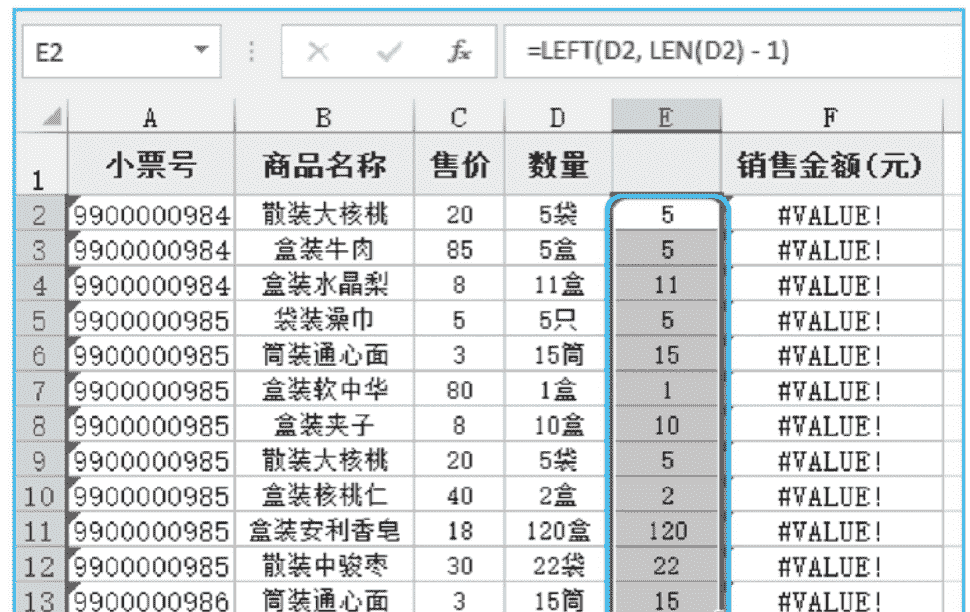 E2 fx =LEFT(D2, LEN(D2) - 1)
A B C D E F
1 小票号 商品名称 售价 数量 销售金额(元)
2 9900000984 散装大核桃 20 5袋 5 #VALUE!
3 9900000984 盒装牛肉 85 5盒 5 #VALUE!
4 9900000984 盒装水晶梨 8 11盒 11 #VALUE!
5 9900000985 袋装澡巾 5 5只 5 #VALUE!
6 9900000985 筒装通心面 3 15筒 15 #VALUE!
7 9900000985 盒装软中华 80 1盒 1 #VALUE!
8 9900000985 盒装夹子 8 10盒 10 #VALUE!
9 9900000985 散装大核桃 20 5袋 5 #VALUE!
10 9900000985 盒装核桃仁 40 2盒 2 #VALUE!
11 9900000985 盒装安利香皂 18 120盒 120 #VALUE!
12 9900000985 散装中骏枣 30 22袋 22 #VALUE!
13 9900000986 筒装通心面 3 15筒 15 #VALUE!